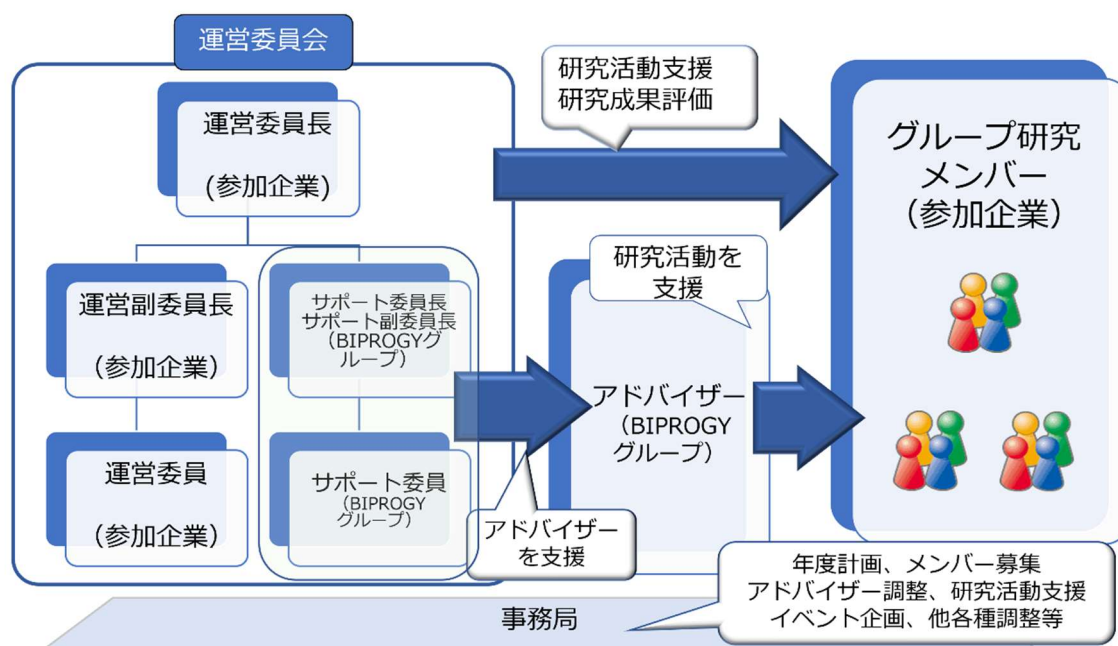 運営委員会
運営委員長
(参加企業)
運営副委員長
(参加企業)
運営委員
(参加企業)
サポート委員長
サポート副委員長
(BIPROGYグ
ループ)
サポート委員
(BIPROGY
グループ)
研究活動支援
研究成果評価
アドバイザー
を支援
研究活動を
支援
アドバイザー
(BIPROGY
グループ)
グループ研究
メンバー
(参加企業)
事務局
年度計画、メンバー募集
アドバイザー調整、研究活動支援
イベント企画、他各種調整等